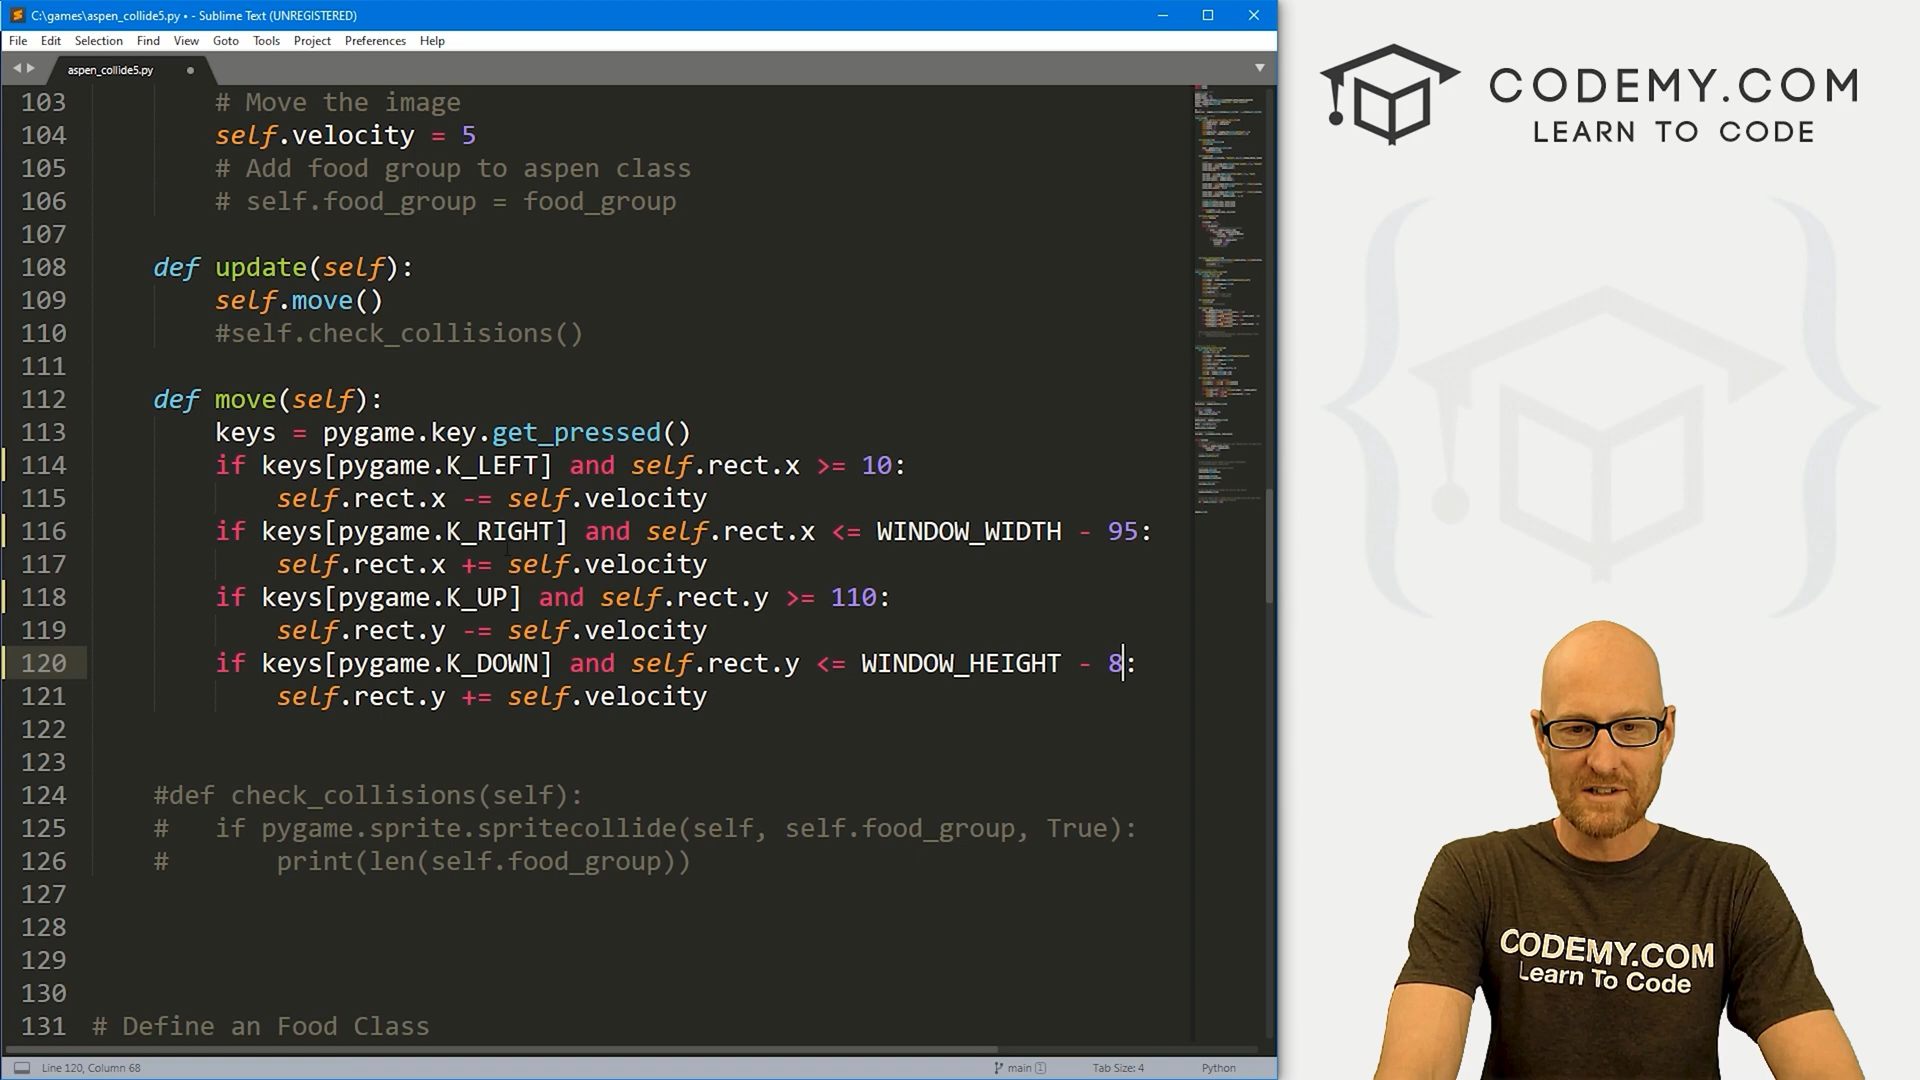 C:\games\aspen_collide5.py • - Sublime Text (UNREGISTERED)
File Edit Selection Find View Goto Tools Project Preferences Help
aspen_collide5.py
103 # Move the image
104 self.velocity = 5
105 # Add food group to aspen class
106 # self.food_group = food_group
107
108 def update(self):
109 self.move()
110 #self.check_collisions()
111
112 def move(self):
113 keys = pygame.key.get_pressed()
114 if keys[pygame.K_LEFT] and self.rect.x >= 10:
115 self.rect.x -= self.velocity
116 if keys[pygame.K_RIGHT] and self.rect.x <= WINDOW_WIDTH - 95:
117 self.rect.x += self.velocity
118 if keys[pygame.K_UP] and self.rect.y >= 110:
119 self.rect.y -= self.velocity
120 if keys[pygame.K_DOWN] and self.rect.y <= WINDOW_HEIGHT - 8:
121 self.rect.y += self.velocity
122
123
124 #def check_collisions(self):
125 # if pygame.sprite.spritecollide(self, self.food_group, True):
126 # print(len(self.food_group))
127
128
129
130
131 # Define an Food Class
Line 120, Column 68 main 1 Tab Size: 4 Python
CODEMY.COM
LEARN TO CODE
CODEMY.COM
Learn To Code